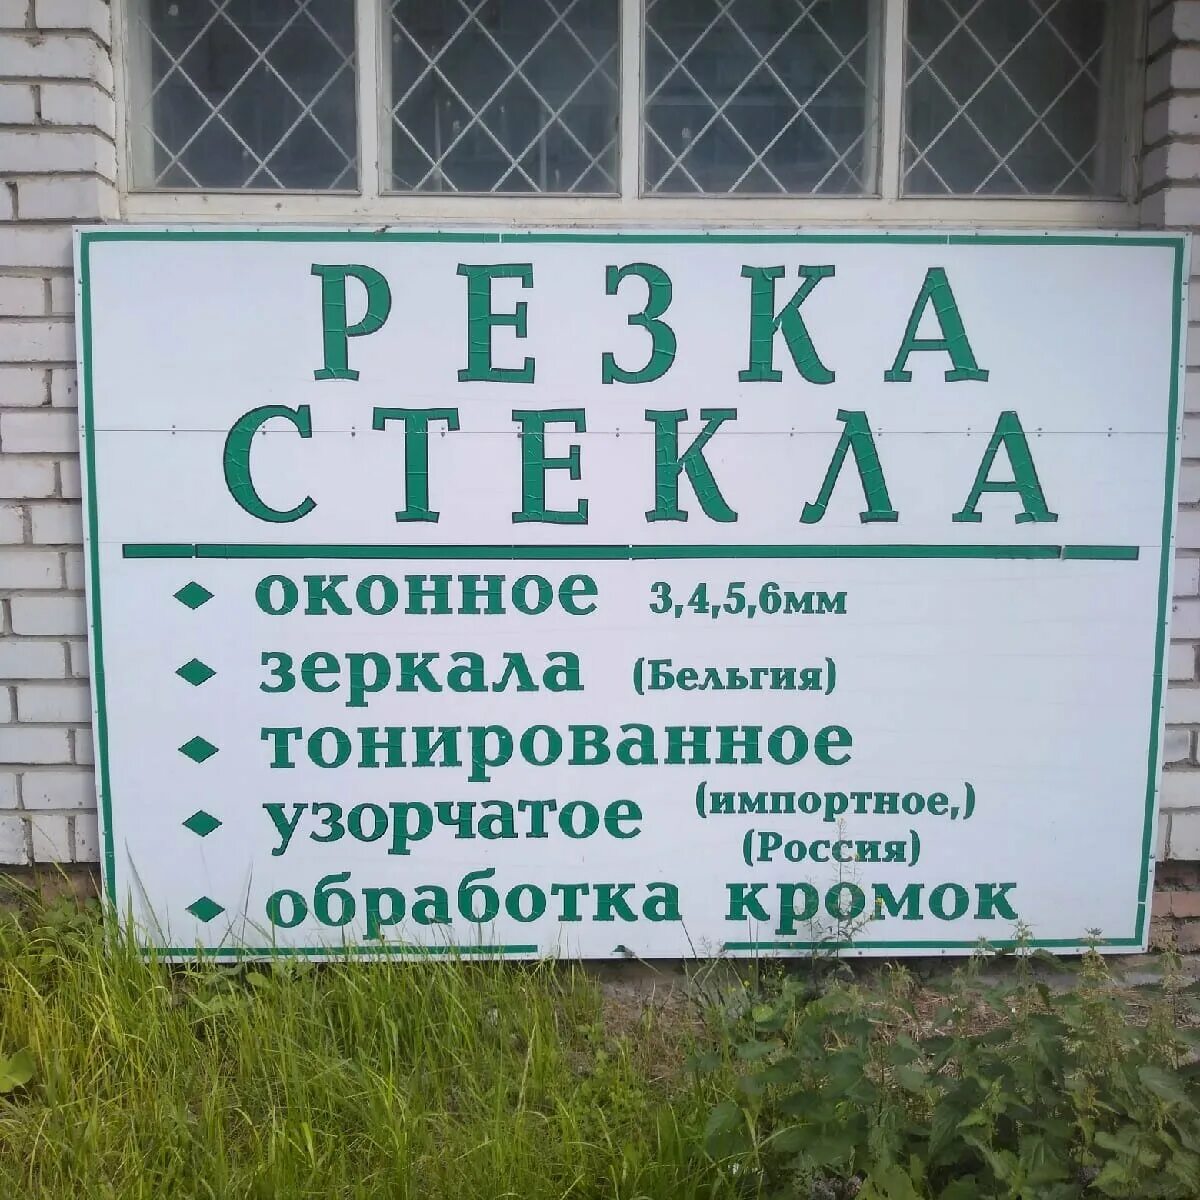 РЕЗКА
СТЕКЛА
оконное 3,4,5,6мм
зеркала (Бельгия)
тонированное
узорчатое (импортное,)
(Россия)
обработка кромок